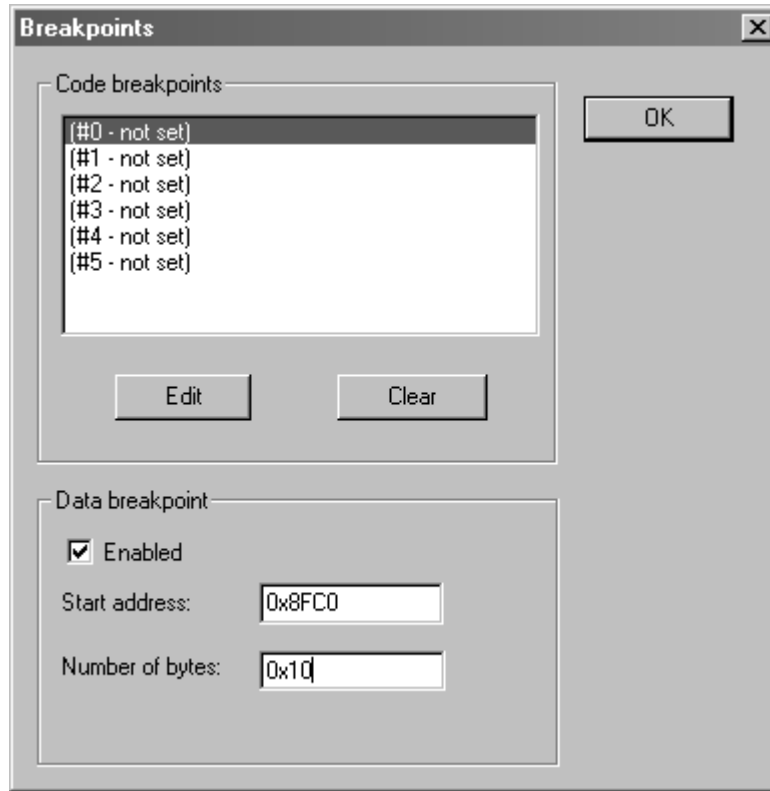 Breakpoints
Code breakpoints
(#0 - not set)
(#1 - not set)
(#2 - not set)
(#3 - not set)
(#4 - not set)
(#5 - not set)
OK
Edit
Clear
Data breakpoint
Enabled
Start address: 0x8FC0
Number of bytes: 0x10